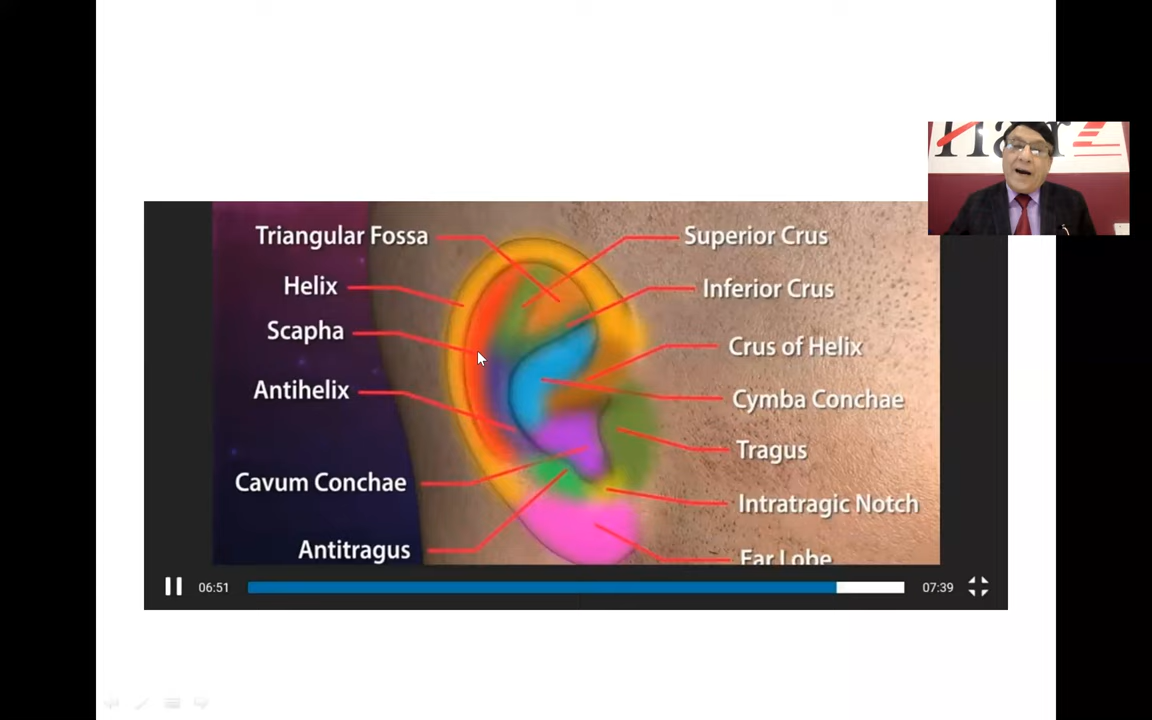 Triangular Fossa
Helix
Scapha
Antihelix
Cavum Conchae
Antitragus
Superior Crus
Inferior Crus
Crus of Helix
Cymba Conchae
Tragus
Intratragic Notch
Ear Lobe
06:51
07:39